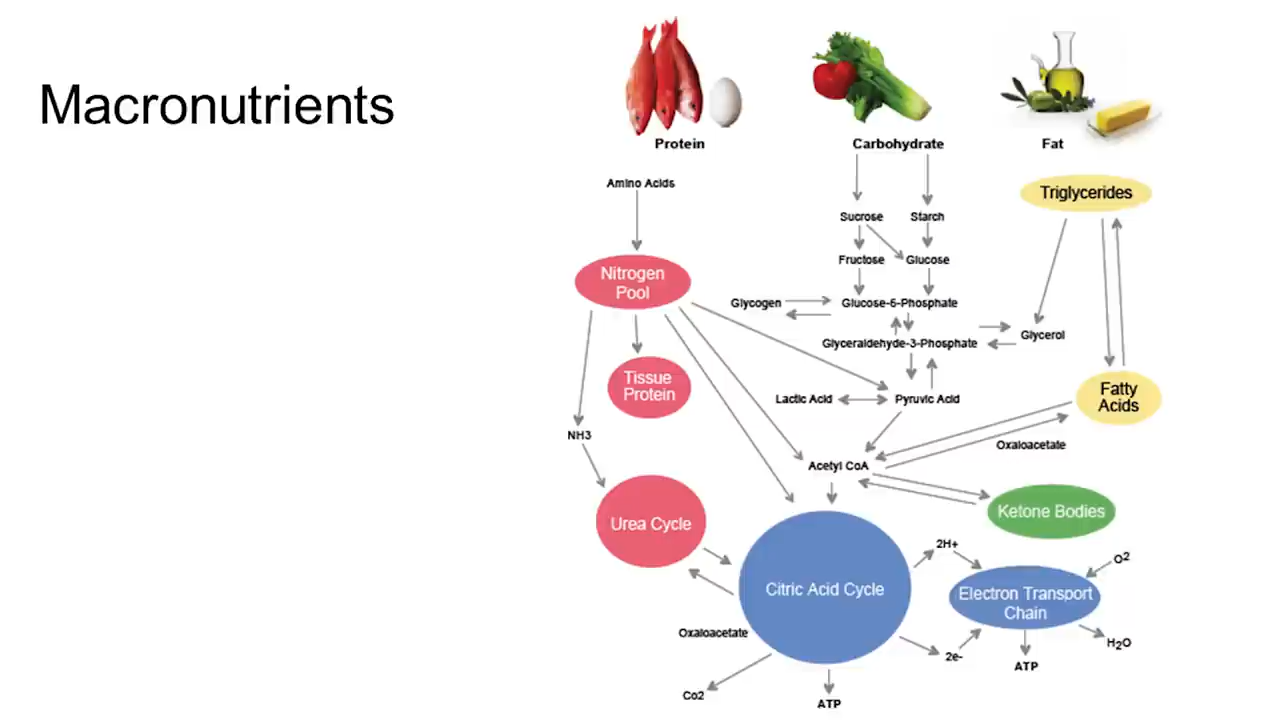 Macronutrients
Protein
Carbohydrate
Fat
Amino Acids
Triglycerides
Sucrose
Starch
Fructose
Glucose
Nitrogen
Pool
Glycogen
Glucose-6-Phosphate
Glyceraldehyde-3-Phosphate
Glycerol
Tissue
Protein
Lactic Acid
Pyruvic Acid
Fatty
Acids
NH3
Oxaloacetate
Acetyl CoA
Ketone Bodies
Urea Cycle
2H+
O2
Citric Acid Cycle
Electron Transport
Chain
Oxaloacetate
H2O
2e-
ATP
Co2
ATP